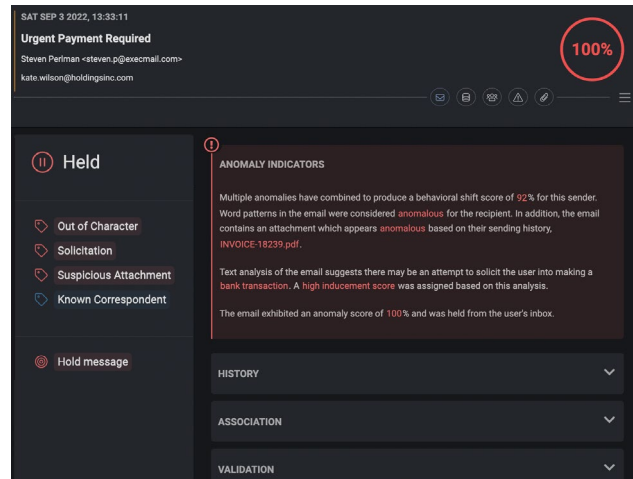 SAT SEP 3 2022, 13:33:11
Urgent Payment Required
Steven Perlman <steven.p@execmail.com>
kate.wilson@holdingsinc.com
100%
Held
Out of Character
Solicitation
Suspicious Attachment
Known Correspondent
Hold message
ANOMALY INDICATORS
Multiple anomalies have combined to produce a behavioral shift score of 92% for this sender.
Word patterns in the email were considered anomalous for the recipient. In addition, the email
contains an attachment which appears anomalous based on their sending history,
INVOICE-18239.pdf.
Text analysis of the email suggests there may be an attempt to solicit the user into making a
bank transaction. A high inducement score was assigned based on this analysis.
The email exhibited an anomaly score of 100% and was held from the user's inbox.
HISTORY
ASSOCIATION
VALIDATION